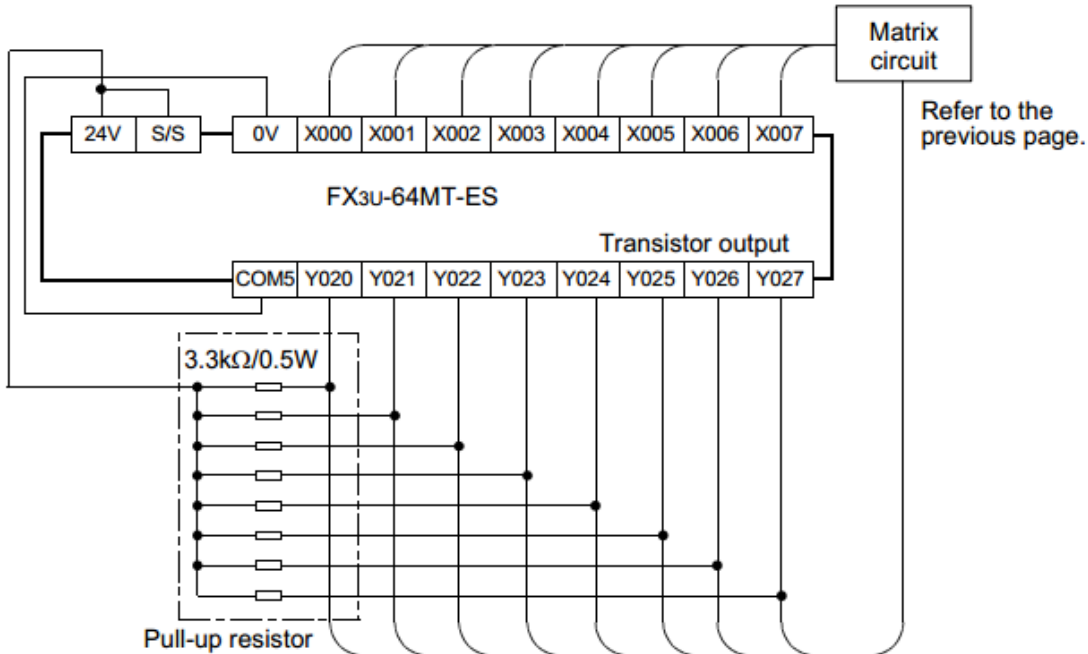 Matrix
circuit
Refer to the
previous page.
24V S/S 0V X000 X001 X002 X003 X004 X005 X006 X007
FX3U-64MT-ES
Transistor output
COM5 Y020 Y021 Y022 Y023 Y024 Y025 Y026 Y027
3.3kΩ/0.5W
Pull-up resistor